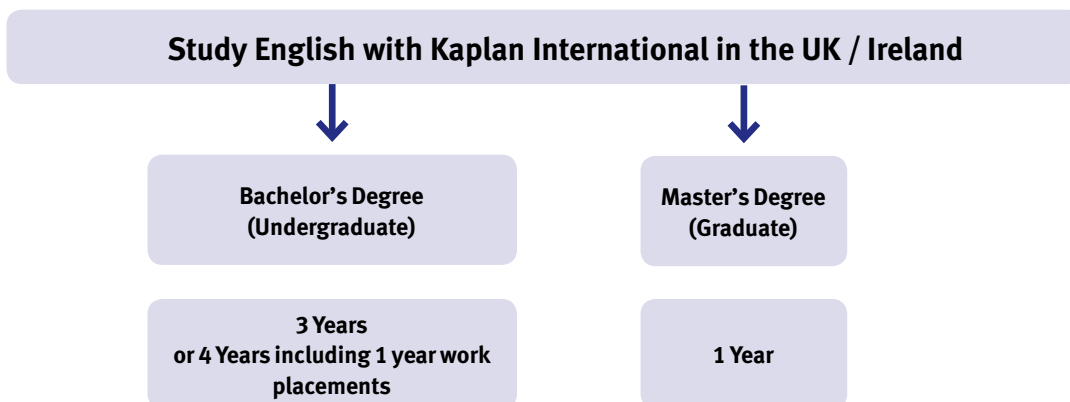 Study English with Kaplan International in the UK / Ireland
Bachelor’s Degree
(Undergraduate)
Master’s Degree
(Graduate)
3 Years
or 4 Years including 1 year work
placements
1 Year